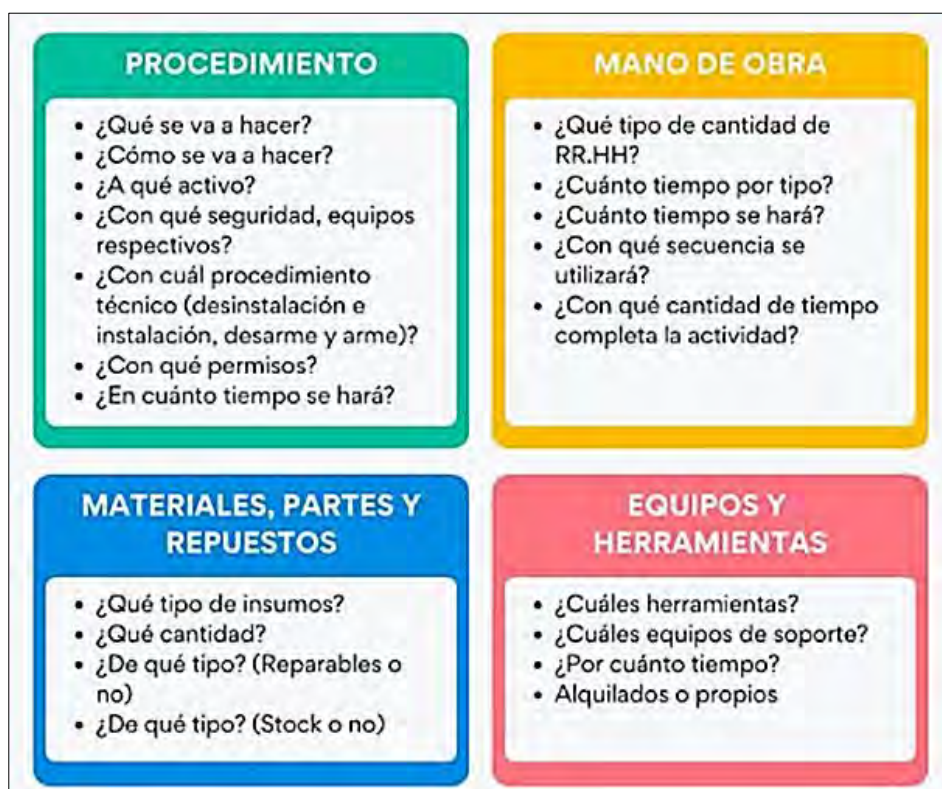 PROCEDIMIENTO
• ¿Qué se va a hacer?
• ¿Cómo se va a hacer?
• ¿A qué activo?
• ¿Con qué seguridad, equipos
respectivos?
• ¿Con cuál procedimiento
técnico (desinstalación e
instalación, desarme y arme)?
• ¿Con qué permisos?
• ¿En cuánto tiempo se hará?
MANO DE OBRA
• ¿Qué tipo de cantidad de
RR.HH?
• ¿Cuánto tiempo por tipo?
• ¿Cuánto tiempo se hará?
• ¿Con qué secuencia se
utilizará?
• ¿Con qué cantidad de tiempo
completa la actividad?
MATERIALES, PARTES Y
REPUESTOS
• ¿Qué tipo de insumos?
• ¿Qué cantidad?
• ¿De qué tipo? (Reparables o
no)
• ¿De qué tipo? (Stock o no)
EQUIPOS Y
HERRAMIENTAS
• ¿Cuáles herramientas?
• ¿Cuáles equipos de soporte?
• ¿Por cuánto tiempo?
• Alquilados o propios